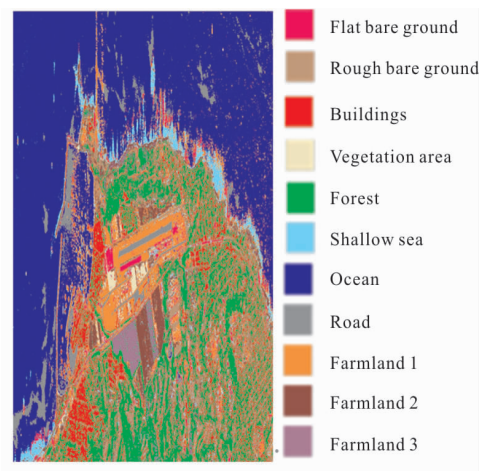 Flat bare ground
Rough bare ground
Buildings
Vegetation area
Forest
Shallow sea
Ocean
Road
Farmland 1
Farmland 2
Farmland 3